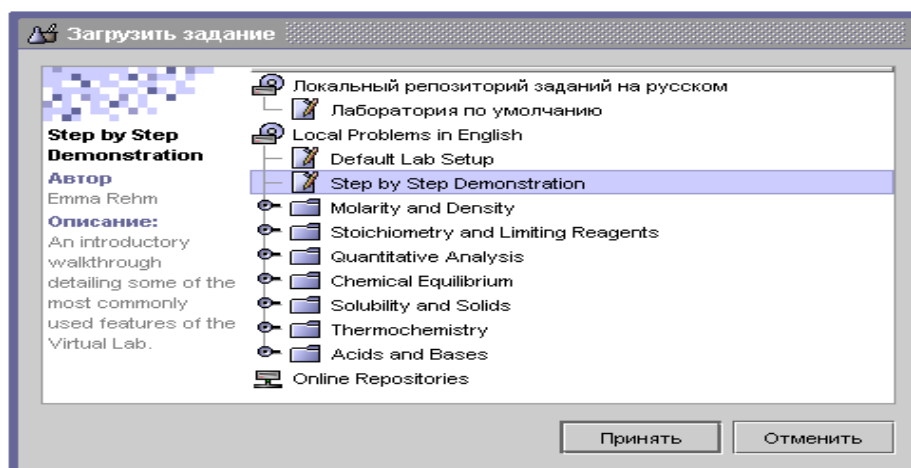 Загрузить задание
Step by Step
Demonstration
Автор
Emma Rehm
Описание:
An introductory
walkthrough
detailing some of the
most commonly
used features of the
Virtual Lab.
Локальный репозиторий заданий на русском
Лаборатория по умолчанию
Local Problems in English
Default Lab Setup
Step by Step Demonstration
Molarity and Density
Stoichiometry and Limiting Reagents
Quantitative Analysis
Chemical Equilibrium
Solubility and Solids
Thermochemistry
Acids and Bases
Online Repositories
Принять
Отменить